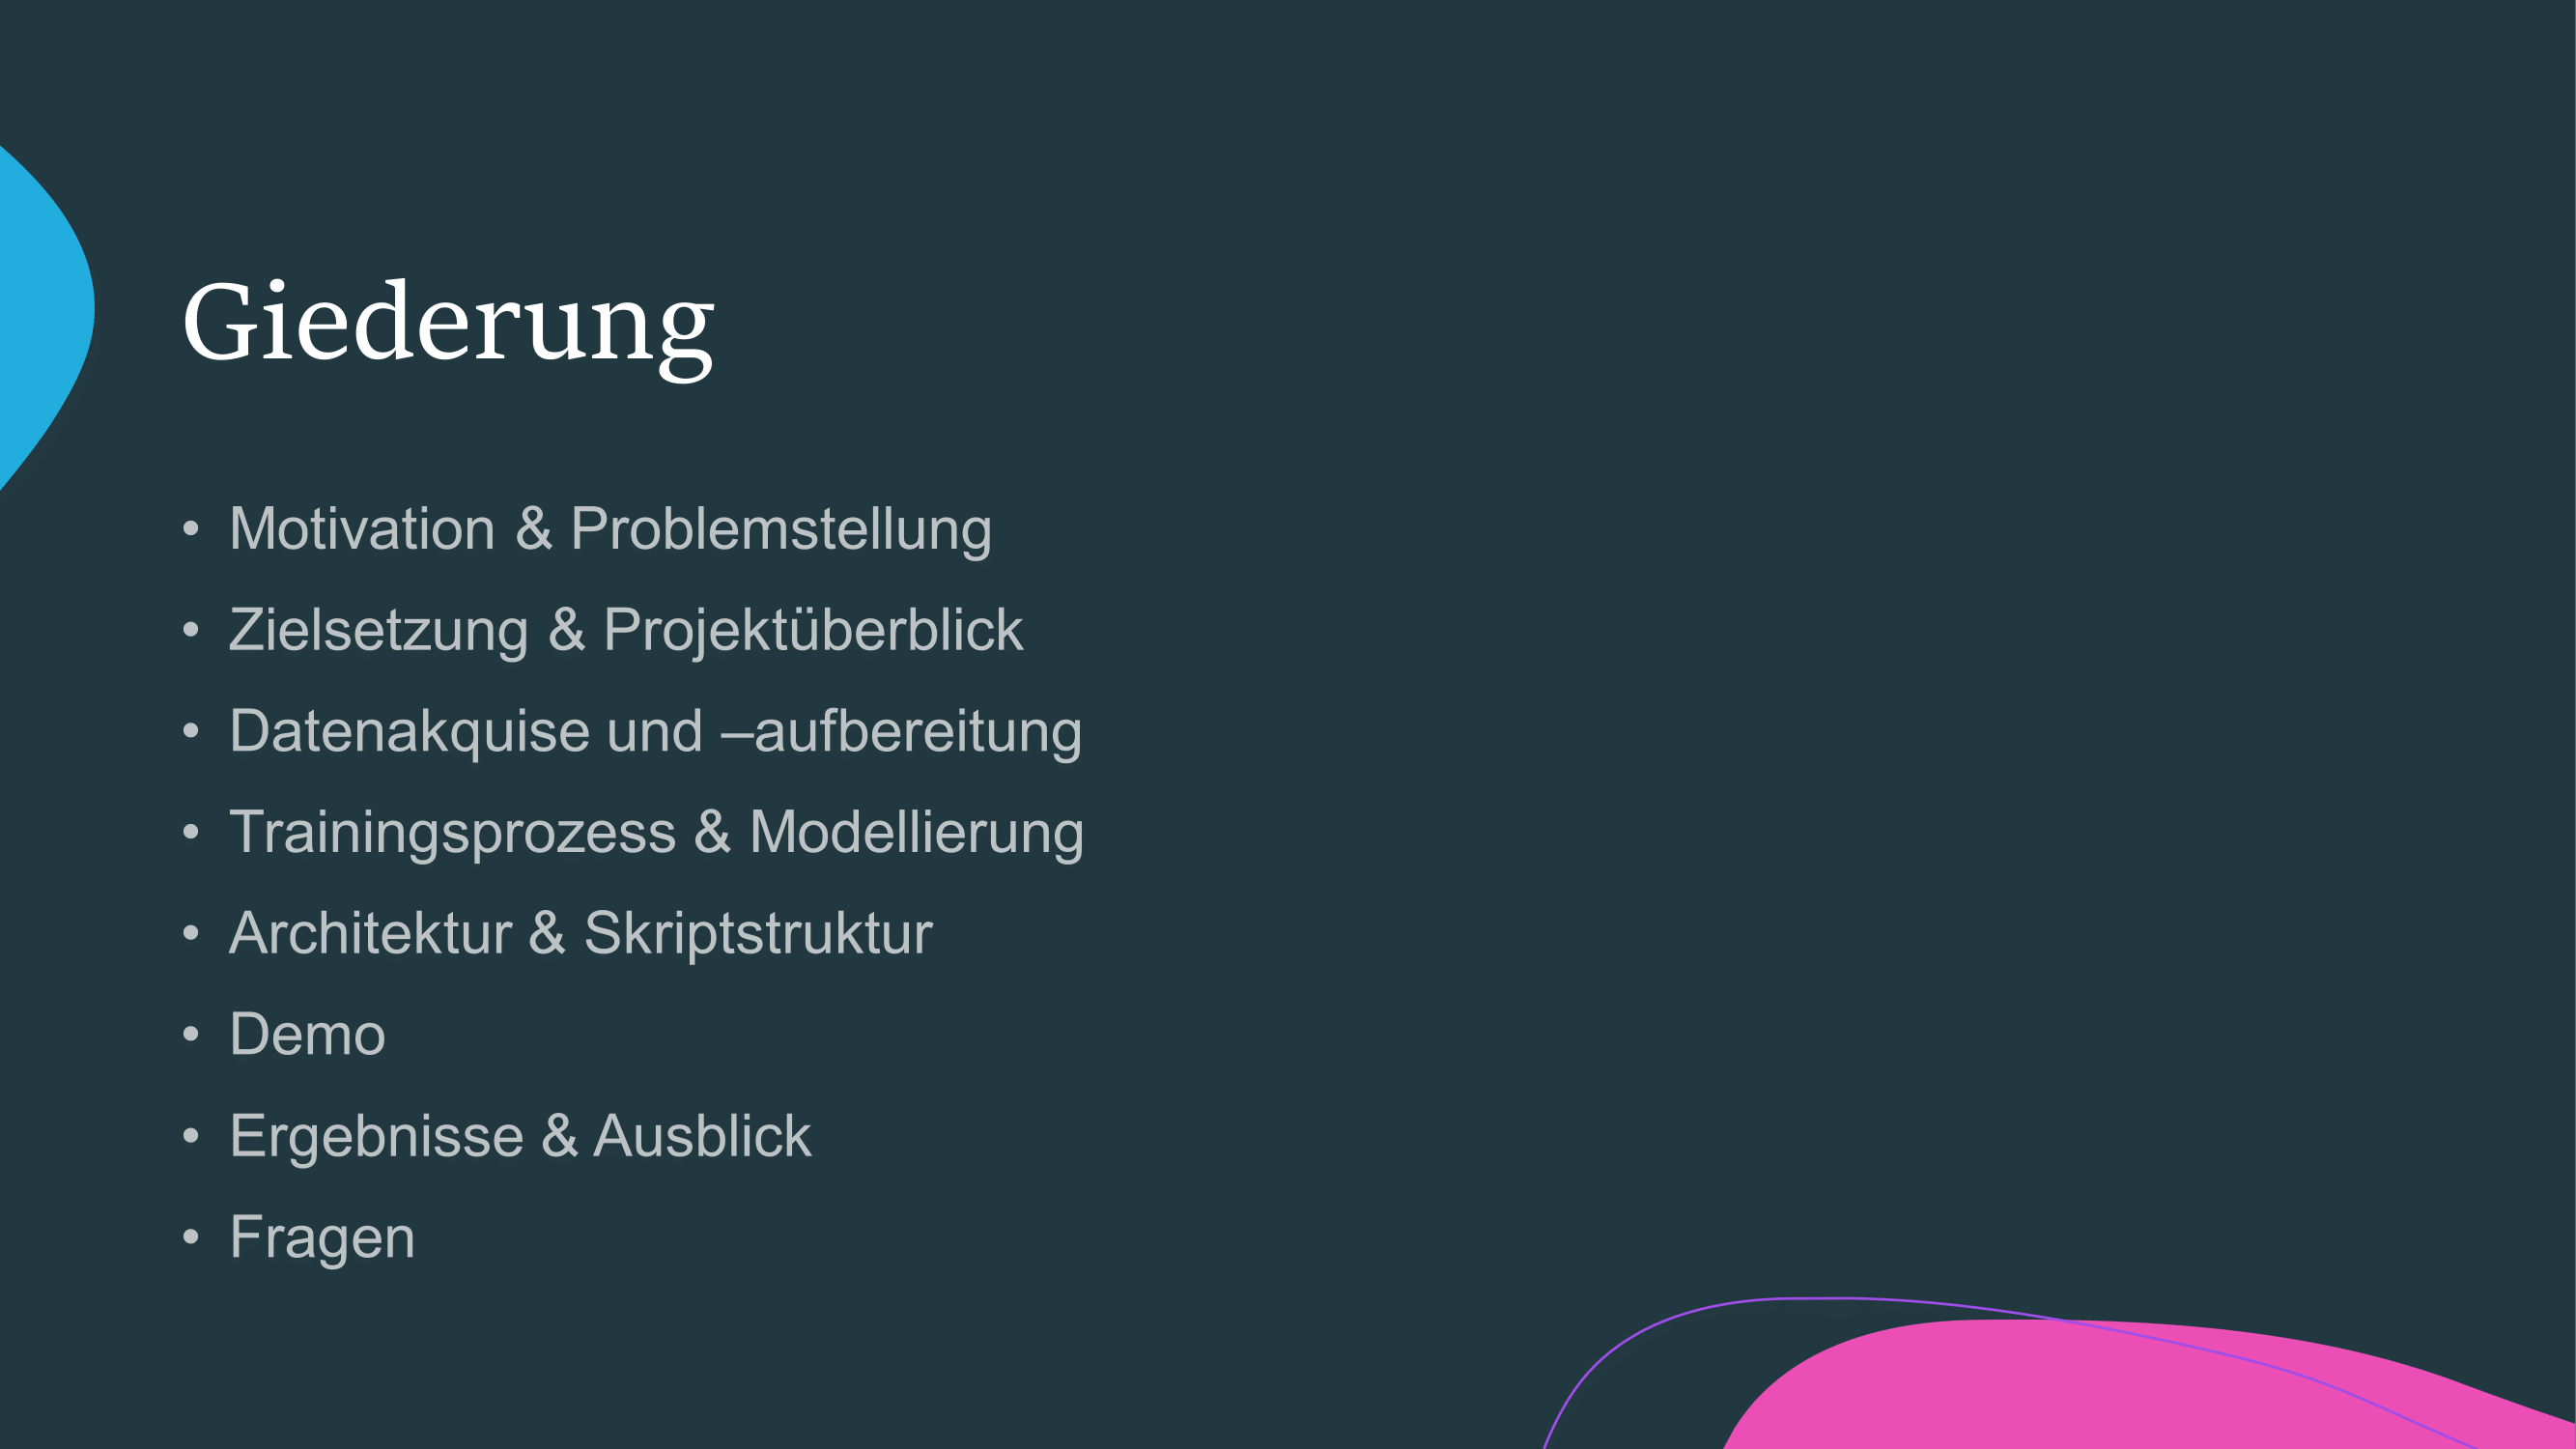 Giederung
• Motivation & Problemstellung
• Zielsetzung & Projektüberblick
• Datenakquise und –aufbereitung
• Trainingsprozess & Modellierung
• Architektur & Skriptstruktur
• Demo
• Ergebnisse & Ausblick
• Fragen